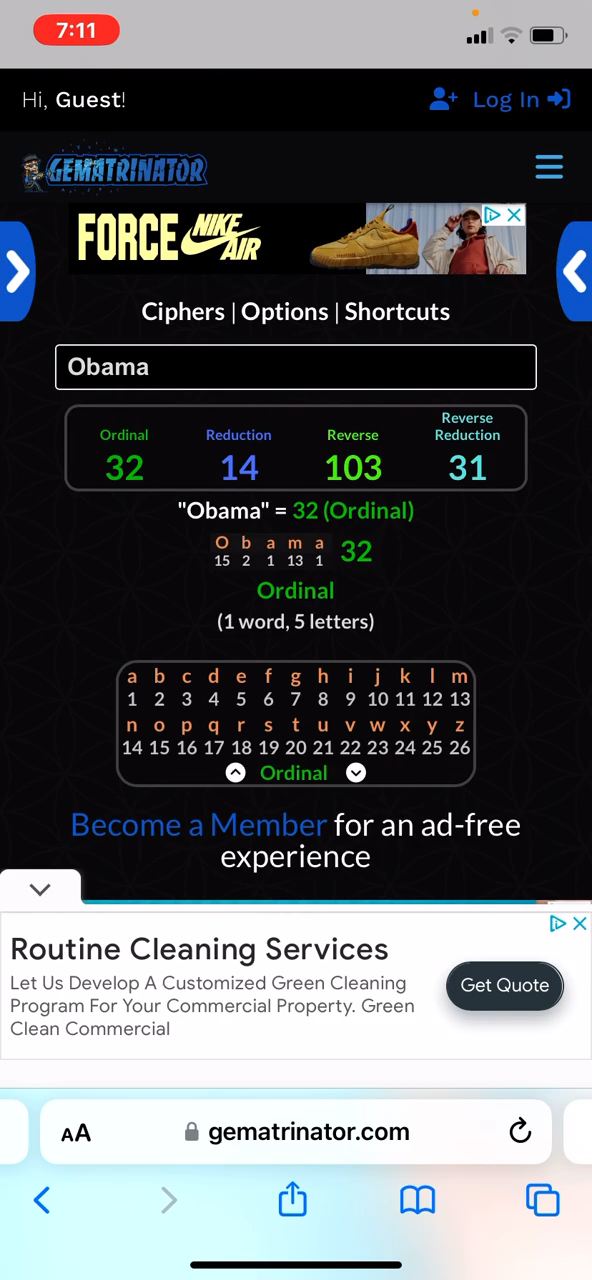 7:11
Hi, Guest!
Log In
GEMATRINATOR
FORCE NIKE AIR
Ciphers | Options | Shortcuts
Obama
Ordinal Reduction Reverse Reverse Reduction
32 14 103 31
"Obama" = 32 (Ordinal)
O b a m a 32
15 2 1 13 1
Ordinal
(1 word, 5 letters)
a b c d e f g h i j k l m
1 2 3 4 5 6 7 8 9 10 11 12 13
n o p q r s t u v w x y z
14 15 16 17 18 19 20 21 22 23 24 25 26
Ordinal
Become a Member for an ad-free
experience
Routine Cleaning Services
Let Us Develop A Customized Green Cleaning
Program For Your Commercial Property. Green
Clean Commercial
Get Quote
AA
gematrinator.com